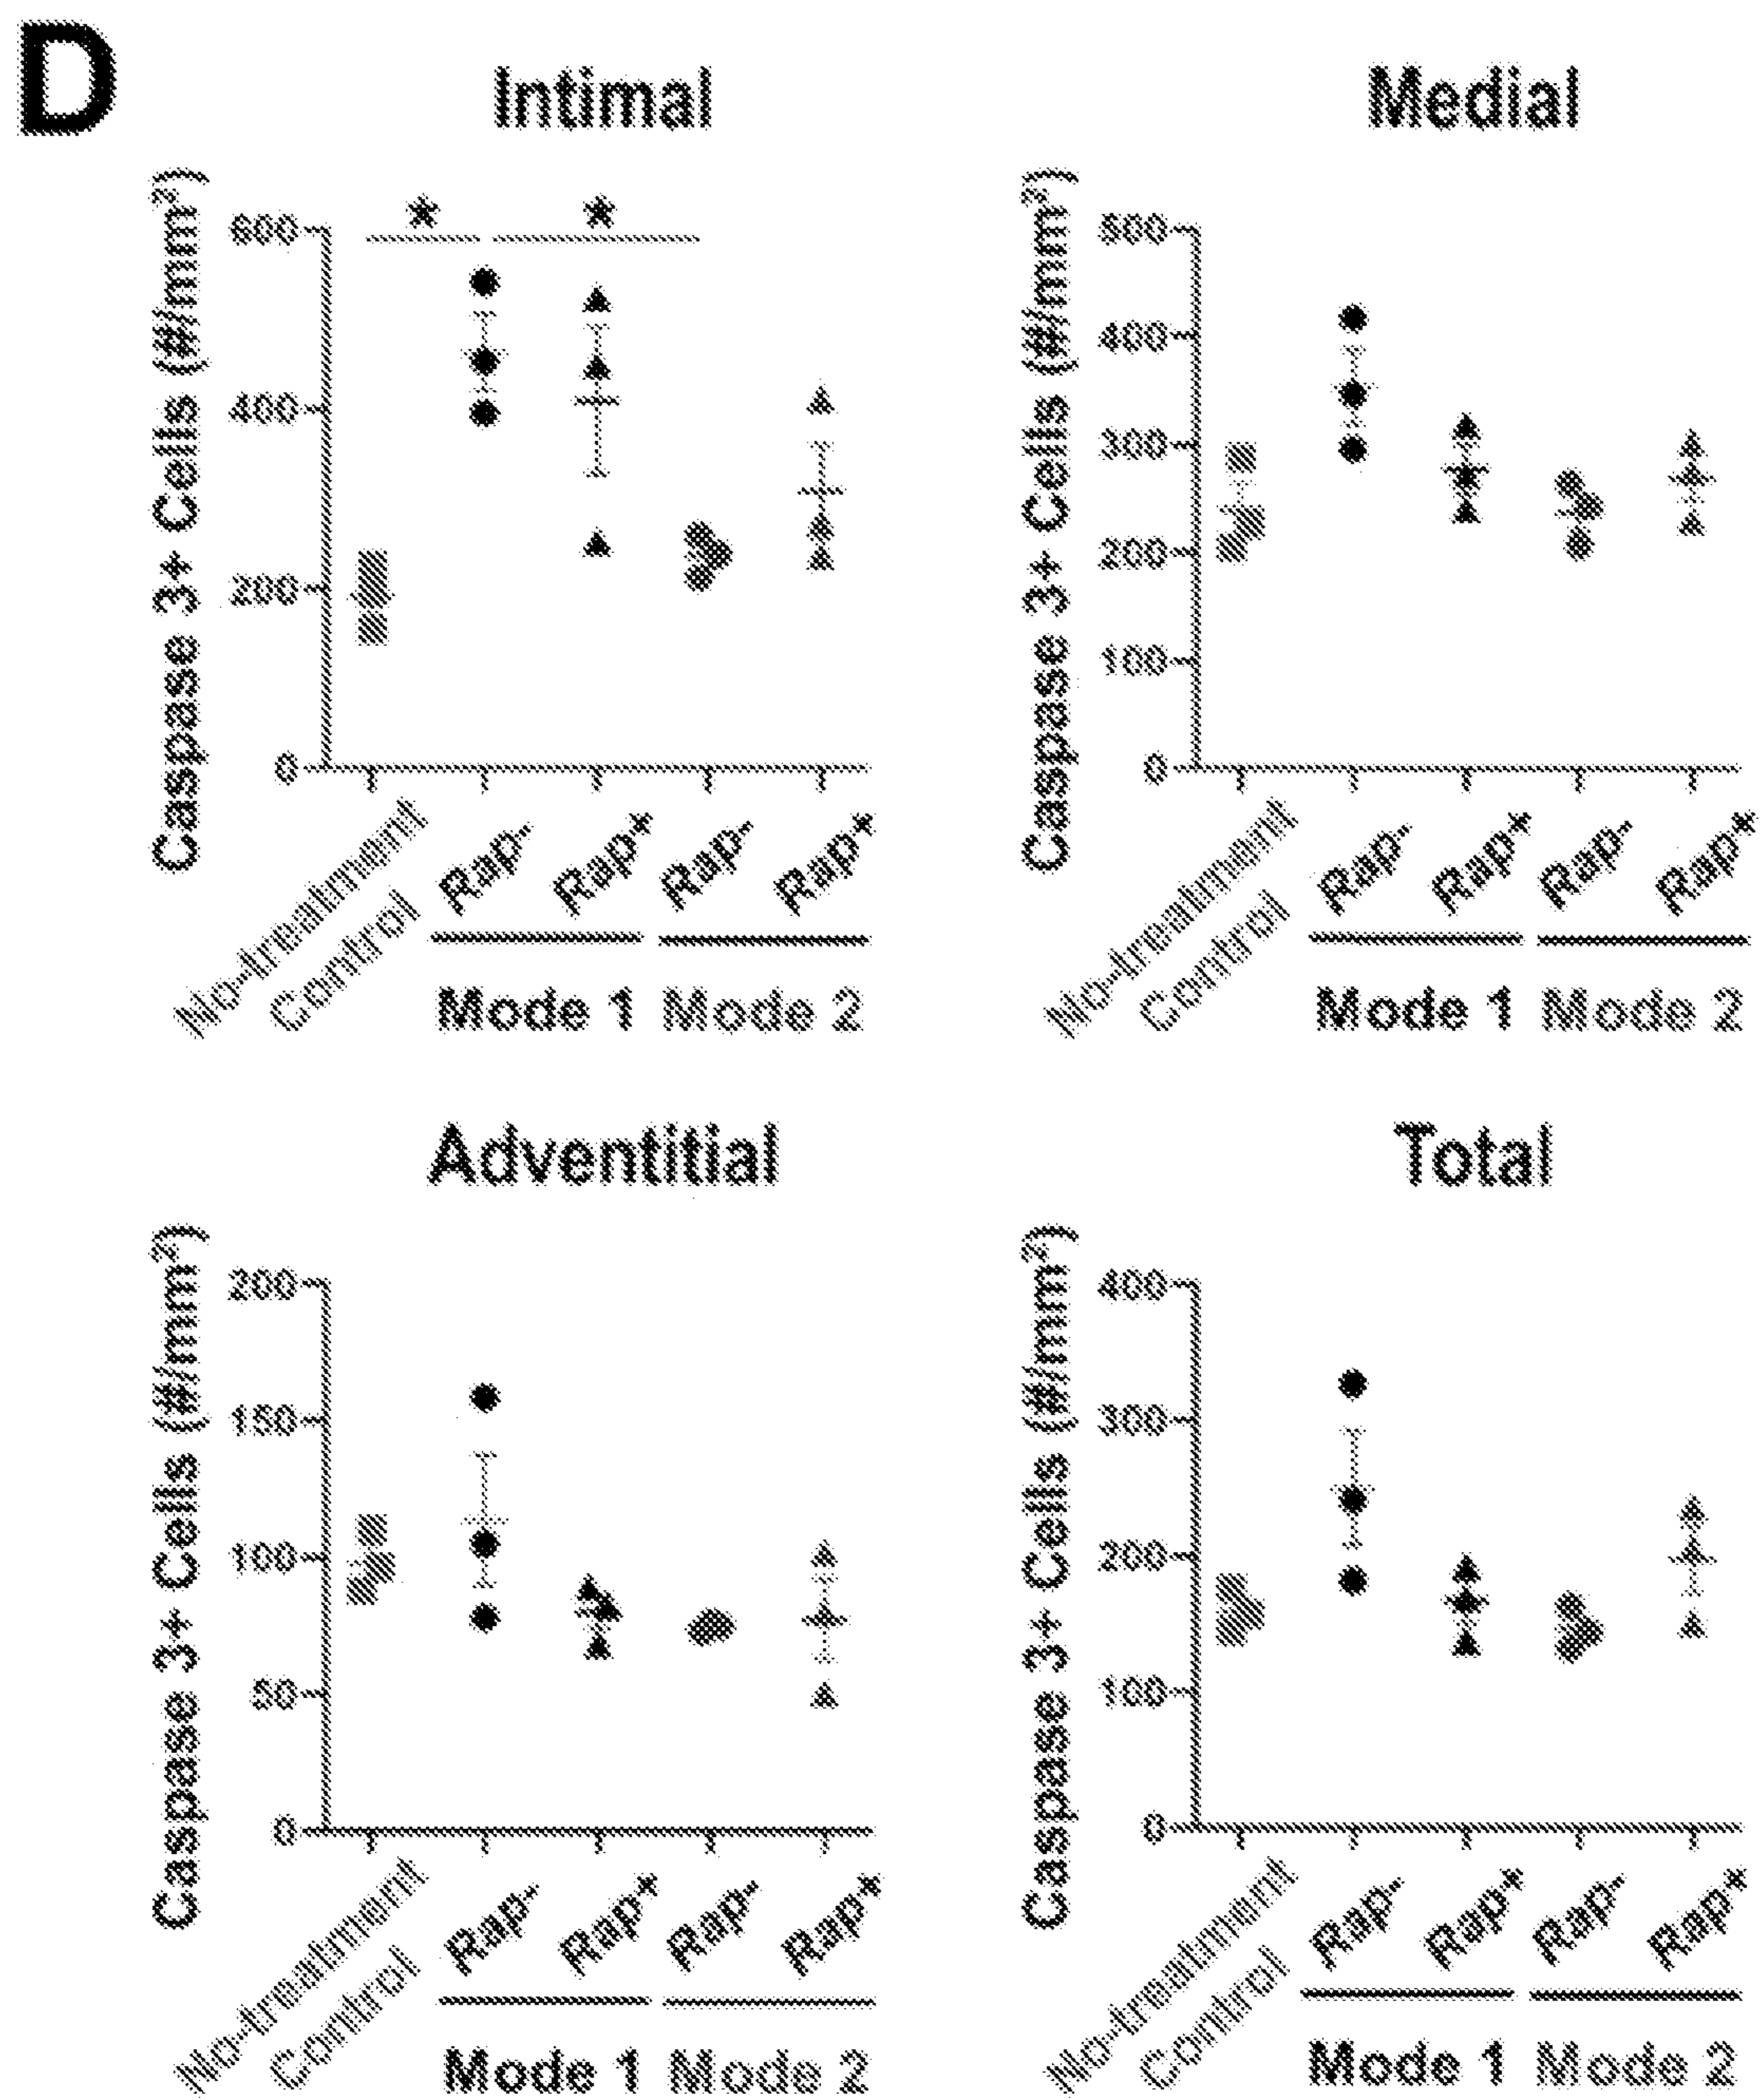 D
Intimal
Caspase 3+ Cells (#/mm²)
600
400
200
0
* *
No-treatment
Control
Rap- Rap+ Rap- Rap+
Mode 1 Mode 2
Medial
Caspase 3+ Cells (#/mm²)
500
400
300
200
100
0
No-treatment
Control
Rap- Rap+ Rap- Rap+
Mode 1 Mode 2
Adventitial
Caspase 3+ Cells (#/mm²)
200
150
100
50
0
No-treatment
Control
Rap- Rap+ Rap- Rap+
Mode 1 Mode 2
Total
Caspase 3+ Cells (#/mm²)
400
300
200
100
0
No-treatment
Control
Rap- Rap+ Rap- Rap+
Mode 1 Mode 2